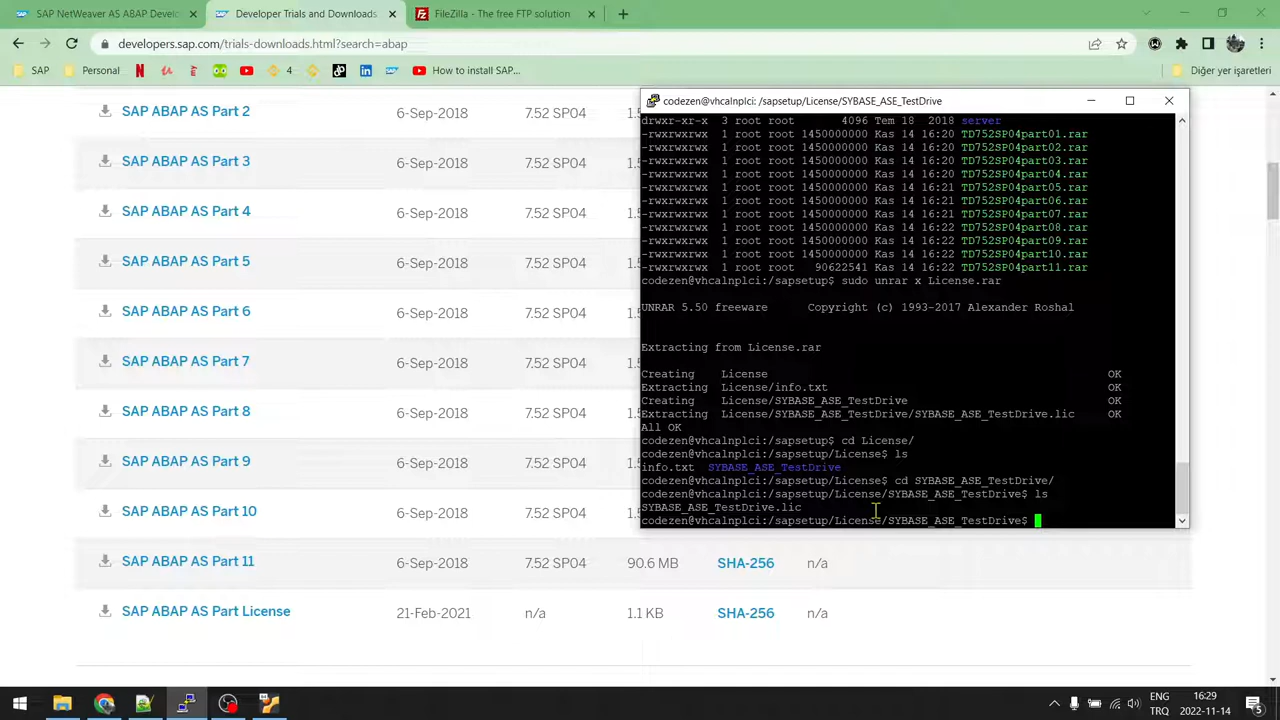 SAP NetWeaver AS ABAP Develo
Developer Trials and Downloads
FileZilla - The free FTP solution
developers.sap.com/trials-downloads.html?search=abap
SAP
Personal
4
How to install SAP...
Diğer yer işaretleri
SAP ABAP AS Part 2 6-Sep-2018 7.52 SP04 1.
SAP ABAP AS Part 3 6-Sep-2018 7.52 SP04 1.5
SAP ABAP AS Part 4 6-Sep-2018 7.52 SP04 1.5
SAP ABAP AS Part 5 6-Sep-2018 7.52 SP04 1.5
SAP ABAP AS Part 6 6-Sep-2018 7.52 SP04 1.5
SAP ABAP AS Part 7 6-Sep-2018 7.52 SP04 1.5
SAP ABAP AS Part 8 6-Sep-2018 7.52 SP04 1.5
SAP ABAP AS Part 9 6-Sep-2018 7.52 SP04 1.5
SAP ABAP AS Part 10 6-Sep-2018 7.52 SP04 1.5
SAP ABAP AS Part 11 6-Sep-2018 7.52 SP04 90.6 MB SHA-256 n/a
SAP ABAP AS Part License 21-Feb-2021 n/a 1.1 KB SHA-256 n/a
codezen@vhcalnplci: /sapsetup/License/SYBASE_ASE_TestDrive
drwxr-xr-x 3 root root 4096 Tem 18 2018 server
-rwxrwxrwx 1 root root 1450000000 Kas 14 16:20 TD752SP04part01.rar
-rwxrwxrwx 1 root root 1450000000 Kas 14 16:20 TD752SP04part02.rar
-rwxrwxrwx 1 root root 1450000000 Kas 14 16:20 TD752SP04part03.rar
-rwxrwxrwx 1 root root 1450000000 Kas 14 16:20 TD752SP04part04.rar
-rwxrwxrwx 1 root root 1450000000 Kas 14 16:21 TD752SP04part05.rar
-rwxrwxrwx 1 root root 1450000000 Kas 14 16:21 TD752SP04part06.rar
-rwxrwxrwx 1 root root 1450000000 Kas 14 16:21 TD752SP04part07.rar
-rwxrwxrwx 1 root root 1450000000 Kas 14 16:22 TD752SP04part08.rar
-rwxrwxrwx 1 root root 1450000000 Kas 14 16:22 TD752SP04part09.rar
-rwxrwxrwx 1 root root 1450000000 Kas 14 16:22 TD752SP04part10.rar
-rwxrwxrwx 1 root root 90622541 Kas 14 16:22 TD752SP04part11.rar
codezen@vhcalnplci:/sapsetup$ sudo unrar x License.rar
UNRAR 5.50 freeware Copyright (c) 1993-2017 Alexander Roshal
Extracting from License.rar
Creating License OK
Extracting License/info.txt OK
Creating License/SYBASE_ASE_TestDrive OK
Extracting License/SYBASE_ASE_TestDrive/SYBASE_ASE_TestDrive.lic OK
All OK
codezen@vhcalnplci:/sapsetup$ cd License/
codezen@vhcalnplci:/sapsetup/License$ ls
info.txt SYBASE_ASE_TestDrive
codezen@vhcalnplci:/sapsetup/License$ cd SYBASE_ASE_TestDrive/
codezen@vhcalnplci:/sapsetup/License/SYBASE_ASE_TestDrive$ ls
SYBASE_ASE_TestDrive.lic
codezen@vhcalnplci:/sapsetup/License/SYBASE_ASE_TestDrive$
ENG
TRQ
16:29
2022-11-14
5